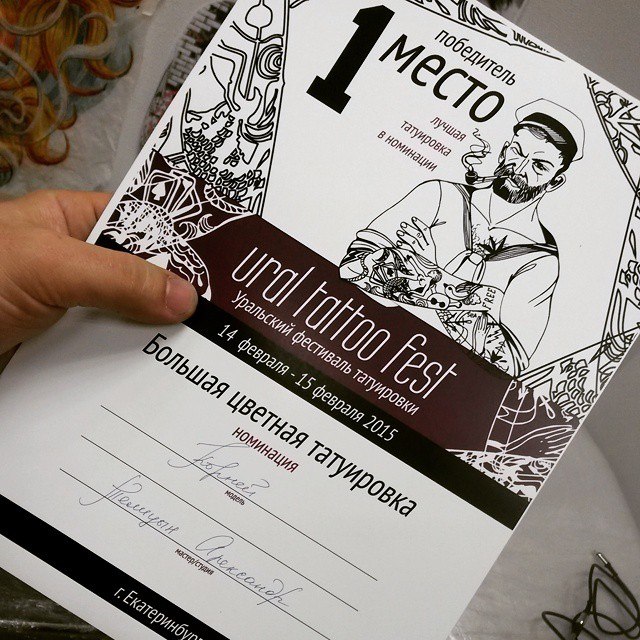 1 место
победитель
лучшая
татуировка
в номинации
ural tattoo fest
Уральский фестиваль татуировки
14 февраля - 15 февраля 2015
Большая цветная татуировка
номинация
модель
Александр
мастер/студия
г.Екатеринбург